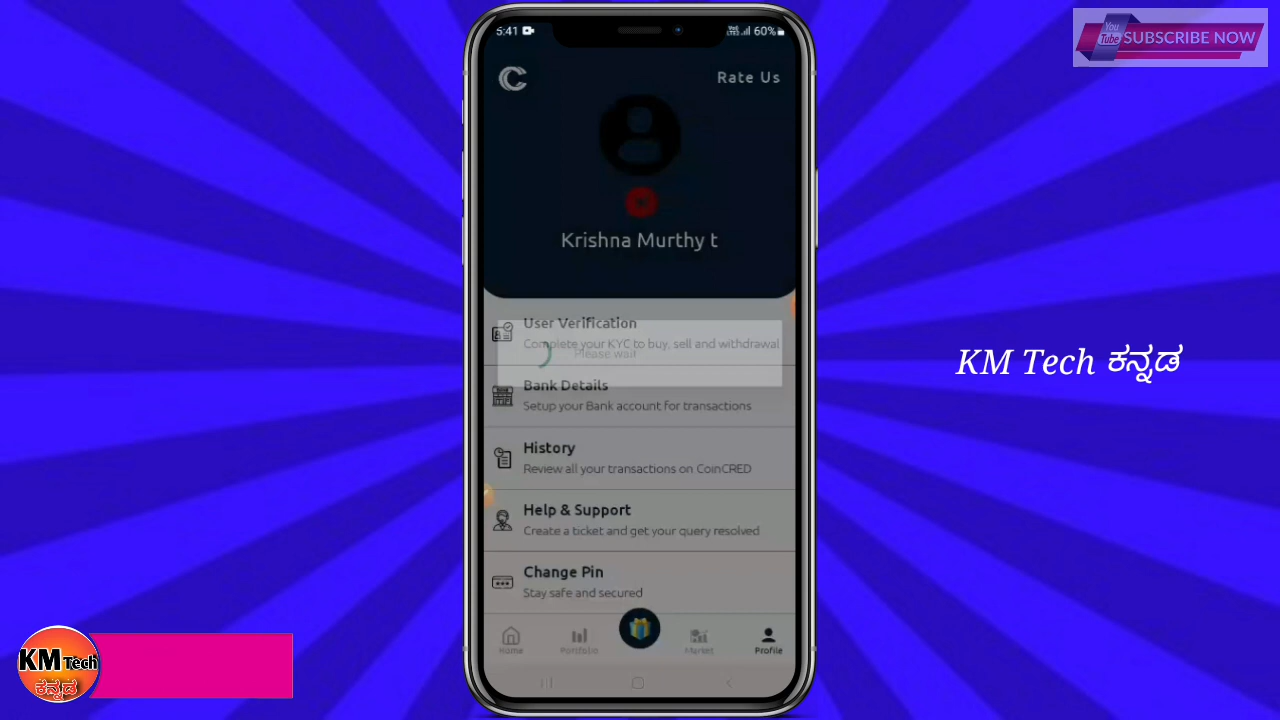 5:41
60%
You
Tube
SUBSCRIBE NOW
Rate Us
Krishna Murthy t
User Verification
Complete your KYC to buy, sell and withdrawal
Please wait
Bank Details
Setup your Bank account for transactions
History
Review all your transactions on CoinCRED
Help & Support
Create a ticket and get your query resolved
Change Pin
Stay safe and secured
Home
Portfolio
Market
Profile
KM Tech ಕನ್ನಡ
KM Tech
ಕನ್ನಡ